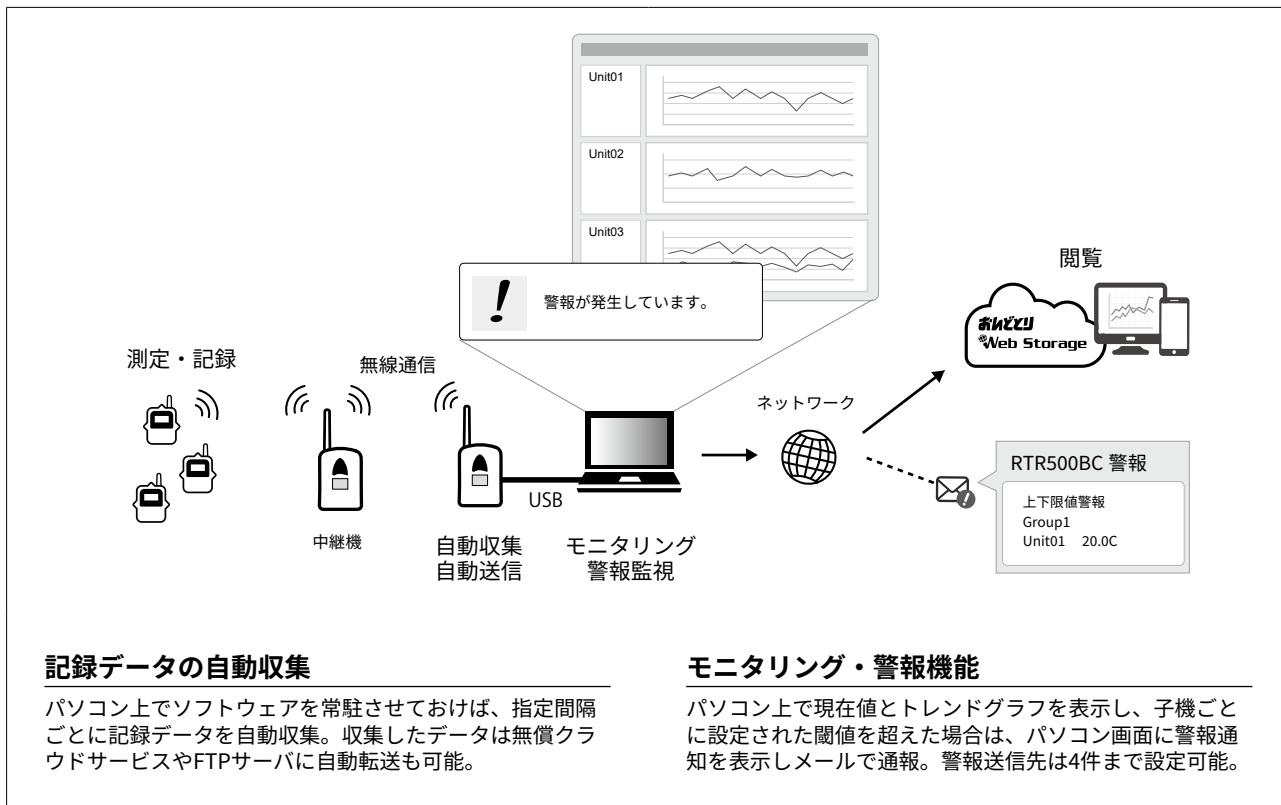 Unit01
Unit02
Unit03
警報が発生しています。
閲覧
おんどとり
Web Storage
測定・記録
無線通信
ネットワーク
RTR500BC 警報
上下限値警報
Group1
Unit01 20.0C
USB
中継機
自動収集
自動送信
モニタリング
警報監視
記録データの自動収集
パソコン上でソフトウェアを常駐させておけば、指定間隔
ごとに記録データを自動収集。収集したデータは無償クラ
ウドサービスやFTPサーバに自動転送も可能。
モニタリング・警報機能
パソコン上で現在値とトレンドグラフを表示し、子機ごと
に設定された閾値を超えた場合は、パソコン画面に警報通
知を表示しメールで通報。警報送信先は4件まで設定可能。